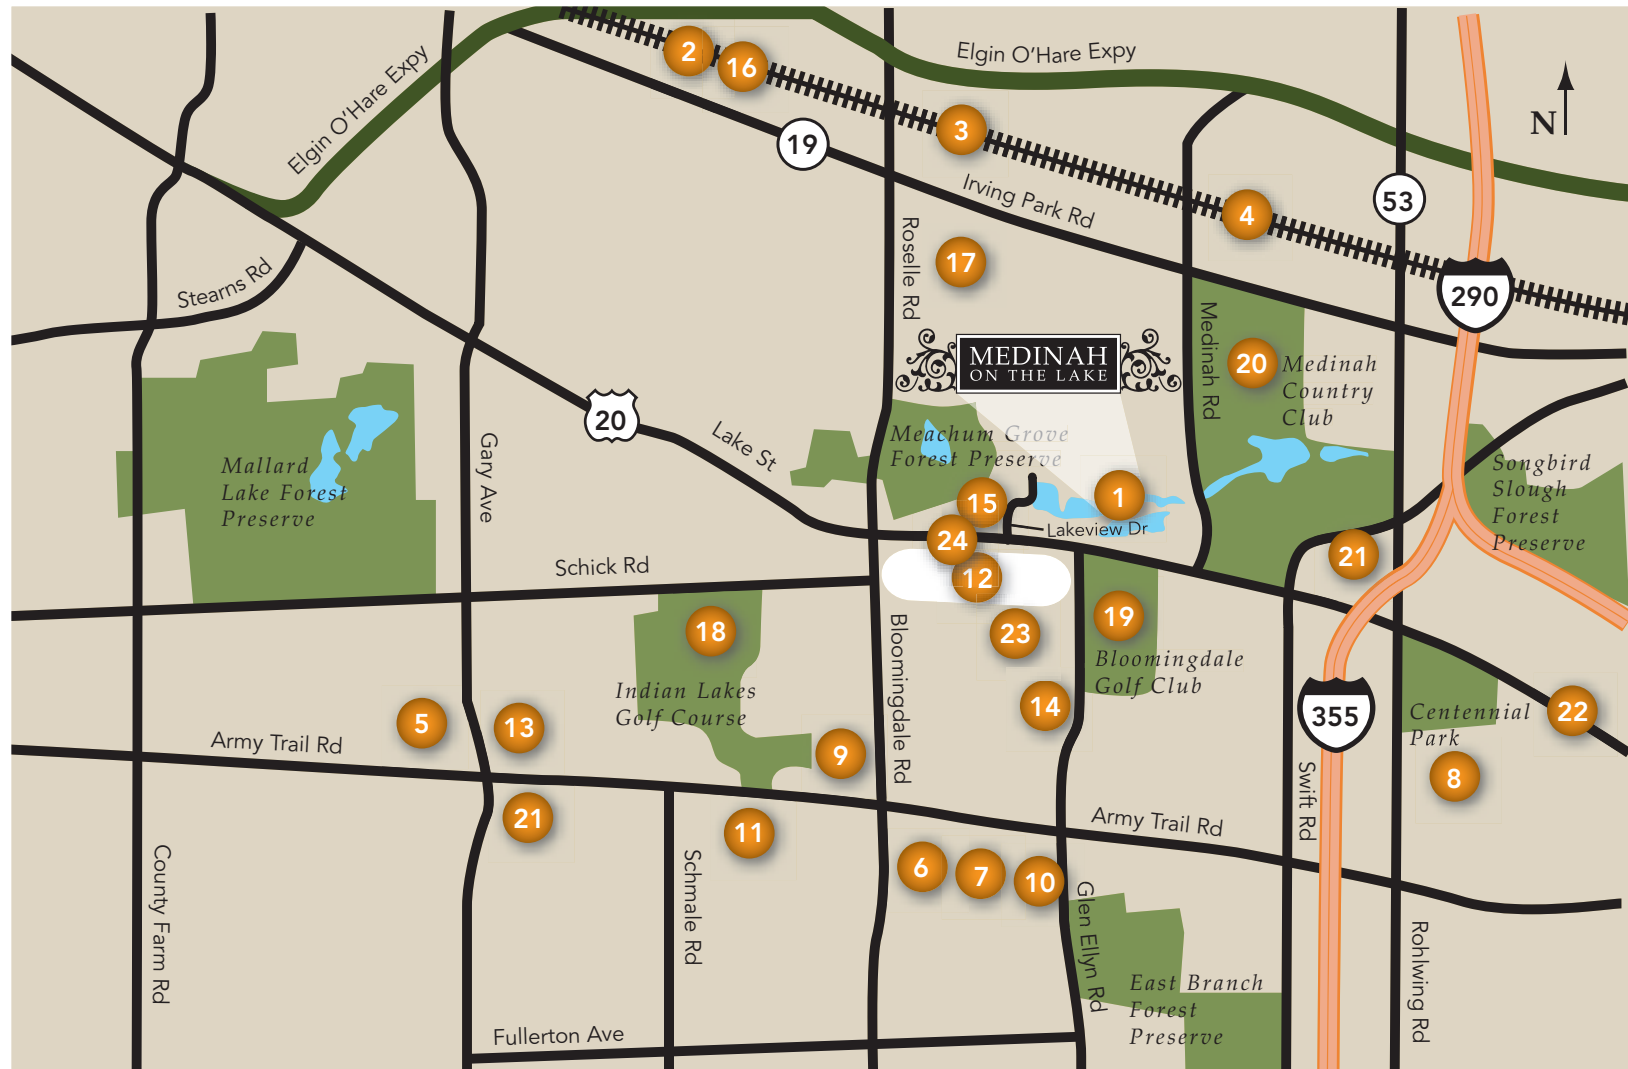 Elgin O'Hare Expy
Elgin O'Hare Expy
2
16
3
19
N
53
Irving Park Rd
4
Roselle Rd
17
Stearns Rd
290
MEDINAH
ON THE LAKE
Medinah Rd
20
Medinah
Country
Club
20
Lake St
Gary Ave
Meachum Grove
Forest Preserve
Mallard
Lake Forest
Preserve
Songbird
Slough
Forest
Preserve
15
1
Lakeview Dr
24
21
Schick Rd
12
18
23
19
Bloomingdale
Golf Club
Indian Lakes
Golf Course
Bloomingdale Rd
14
5
13
9
355
Centennial
Park
22
8
Army Trail Rd
21
11
Swift Rd
Army Trail Rd
6
7
10
County Farm Rd
Schmale Rd
Glen Ellyn Rd
Rohlwing Rd
East Branch
Forest
Preserve
Fullerton Ave